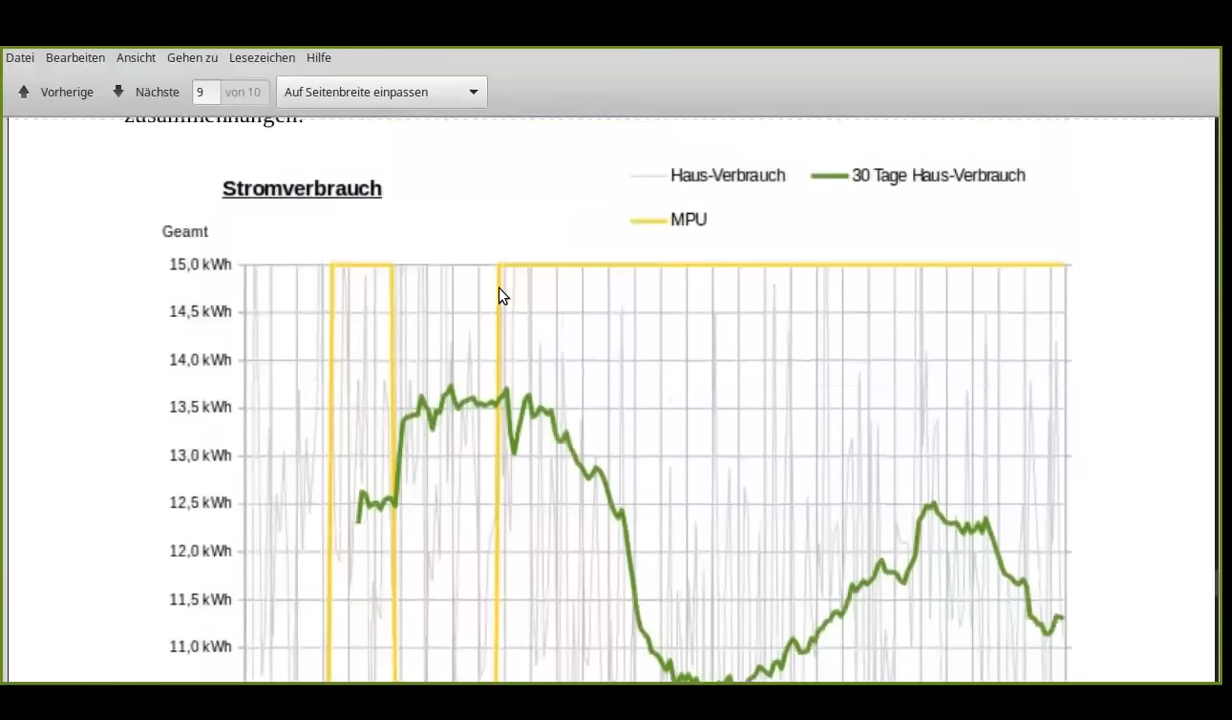 Datei Bearbeiten Ansicht Gehen zu Lesezeichen Hilfe
Vorherige Nächste 9 von 10 Auf Seitenbreite einpassen
zusammenhängen.
Stromverbrauch
Haus-Verbrauch 30 Tage Haus-Verbrauch
MPU
Geamt
15,0 kWh
14,5 kWh
14,0 kWh
13,5 kWh
13,0 kWh
12,5 kWh
12,0 kWh
11,5 kWh
11,0 kWh